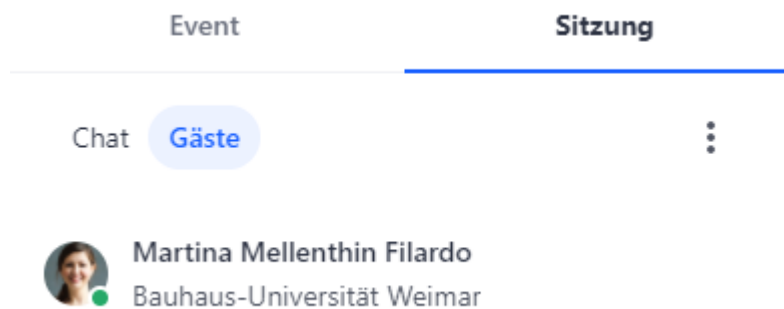 Event Sitzung
Chat Gäste
Martina Mellenthin Filardo
Bauhaus-Universität Weimar